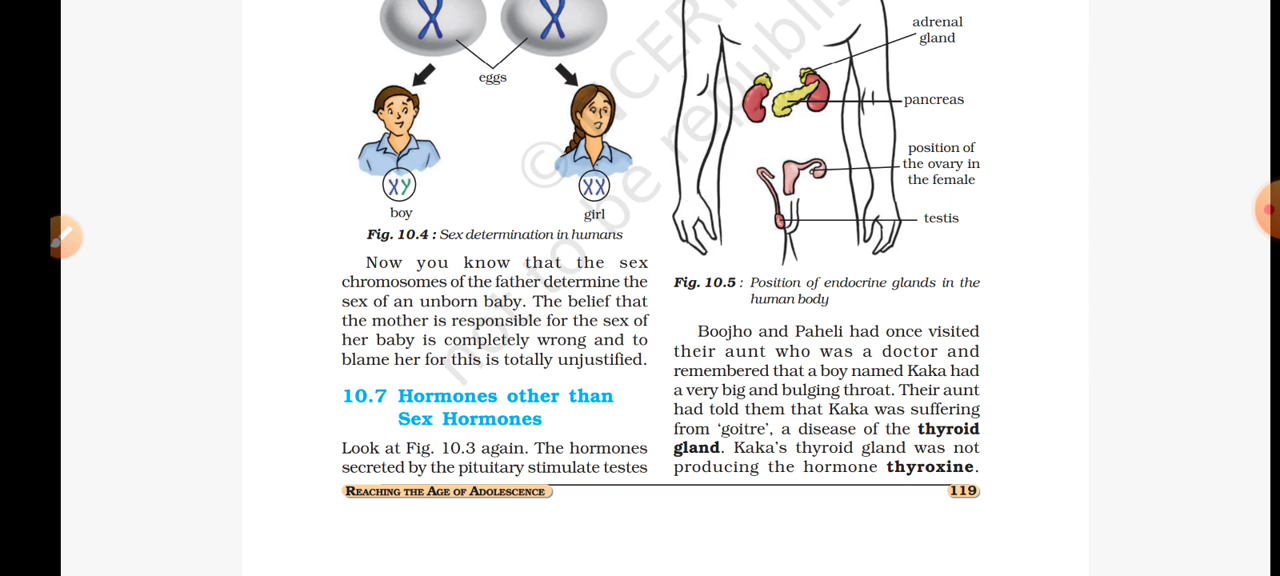 eggs
XY
XX
boy
girl
Fig. 10.4 : Sex determination in humans
Now you know that the sex
chromosomes of the father determine the
sex of an unborn baby. The belief that
the mother is responsible for the sex of
her baby is completely wrong and to
blame her for this is totally unjustified.
10.7 Hormones other than
Sex Hormones
Look at Fig. 10.3 again. The hormones
secreted by the pituitary stimulate testes
adrenal
gland
pancreas
position of
the ovary in
the female
testis
Fig. 10.5 : Position of endocrine glands in the
human body
Boojho and Paheli had once visited
their aunt who was a doctor and
remembered that a boy named Kaka had
a very big and bulging throat. Their aunt
had told them that Kaka was suffering
from ‘goitre’, a disease of the thyroid
gland. Kaka’s thyroid gland was not
producing the hormone thyroxine.
REACHING THE AGE OF ADOLESCENCE
119
© NCERT
not to be republis